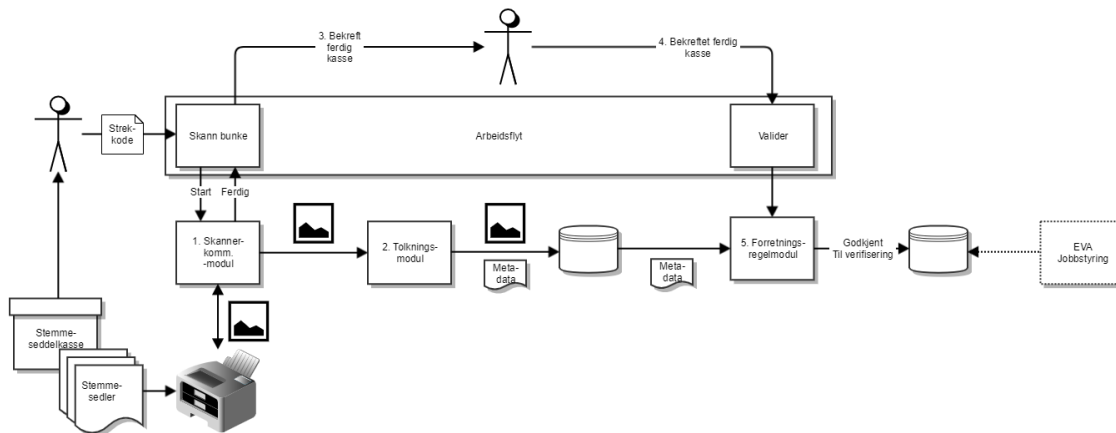 3. Bekreft
ferdig
kasse
4. Bekreftet ferdig
kasse
Strek-
kode
Skann bunke
Arbeidsflyt
Valider
Start
Ferdig
1. Skanner-
komm.
-modul
2. Tolknings-
modul
Meta-
data
Meta-
data
5. Forretnings-
regelmodul
Godkjent
Til verifisering
EVA
Jobbstyring
Stemme-
seddelkasse
Stemme-
sedler